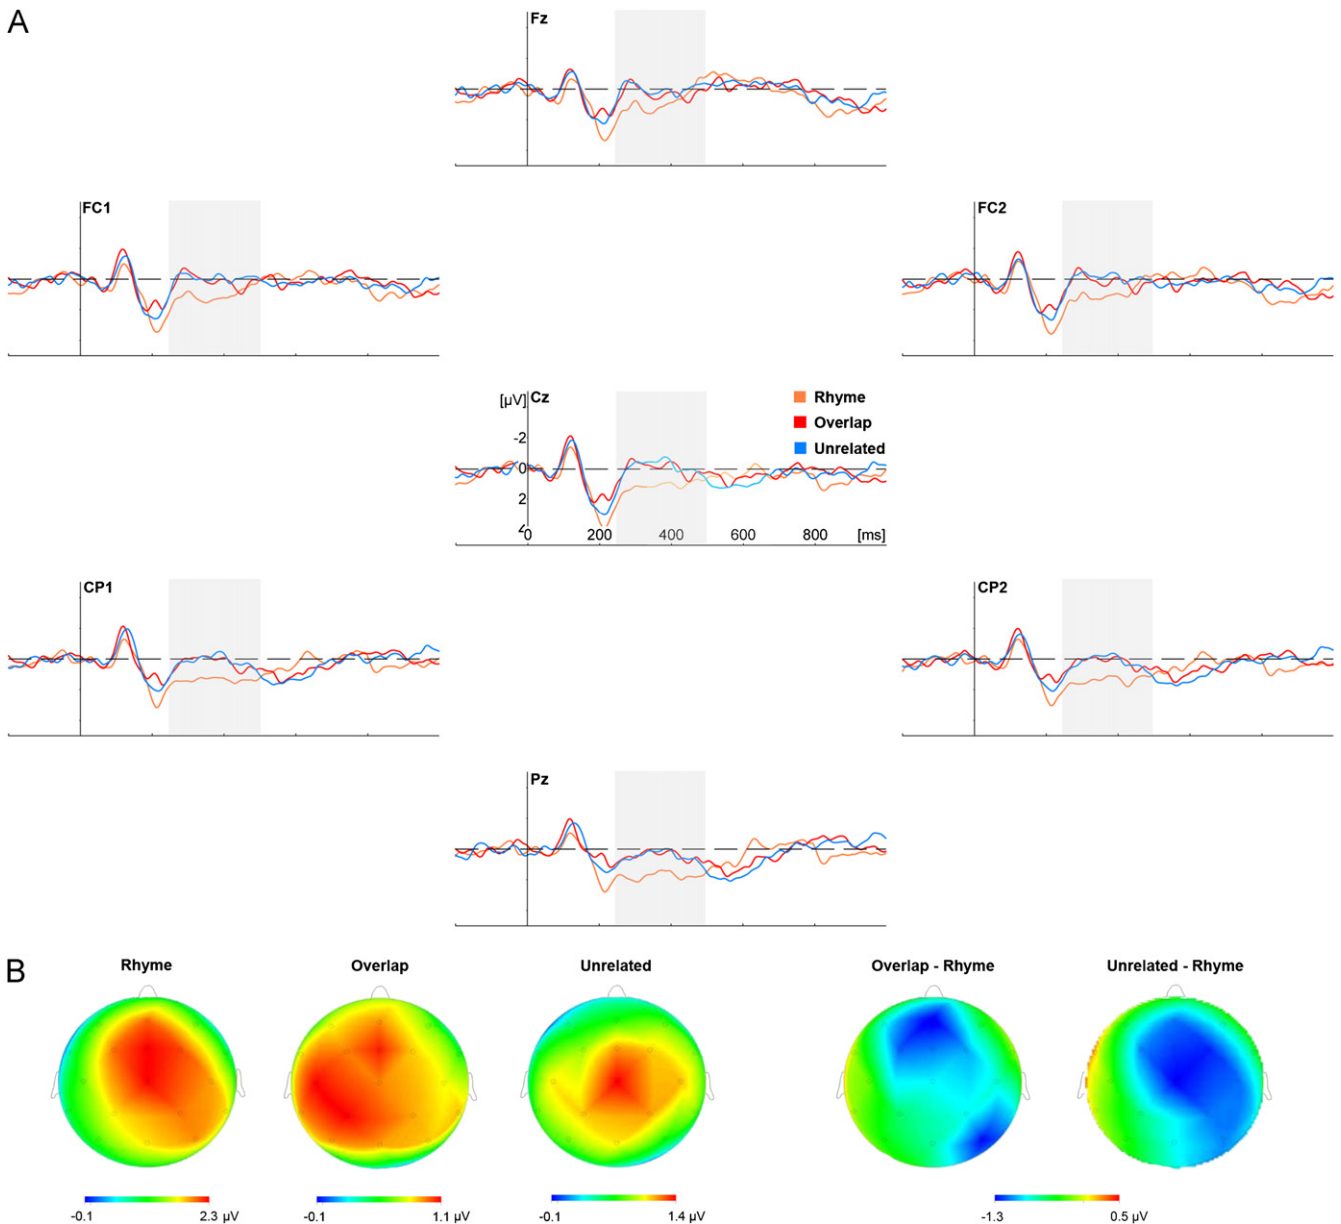 A
Fz
FC1
FC2
[µV] Cz
-2
0
2
Rhyme
Overlap
Unrelated
0 200 400 600 800 [ms]
CP1
CP2
Pz
B
Rhyme Overlap Unrelated Overlap - Rhyme Unrelated - Rhyme
-0.1 2.3 µV -0.1 1.1 µV -0.1 1.4 µV -1.3 0.5 µV